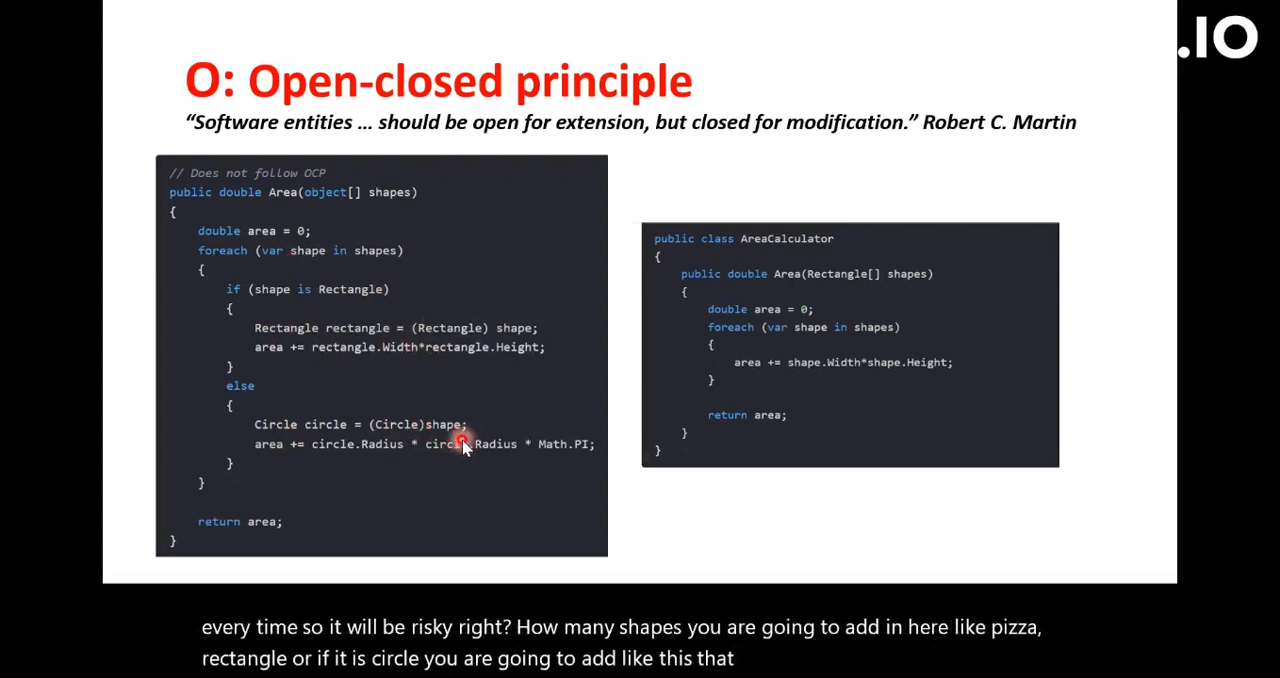 .IO
O: Open-closed principle
“Software entities … should be open for extension, but closed for modification.” Robert C. Martin
// Does not follow OCP
public double Area(object[] shapes)
{
double area = 0;
foreach (var shape in shapes)
{
if (shape is Rectangle)
{
Rectangle rectangle = (Rectangle) shape;
area += rectangle.Width*rectangle.Height;
}
else
{
Circle circle = (Circle)shape;
area += circle.Radius * circle.Radius * Math.PI;
}
}
return area;
}
public class AreaCalculator
{
public double Area(Rectangle[] shapes)
{
double area = 0;
foreach (var shape in shapes)
{
area += shape.Width*shape.Height;
}
return area;
}
}
every time so it will be risky right? How many shapes you are going to add in here like pizza,
rectangle or if it is circle you are going to add like this that